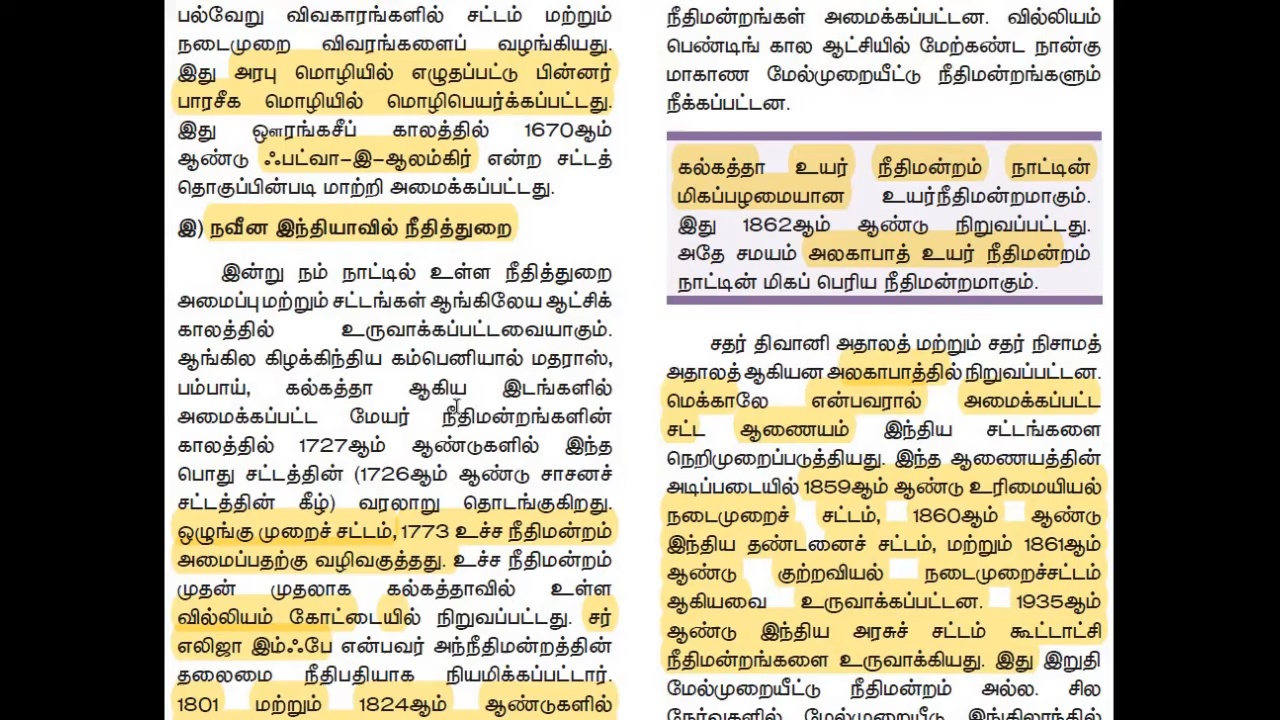 பல்வேறு விவகாரங்களில் சட்டம் மற்றும்
நடைமுறை விவரங்களைப் வழங்கியது.
இது அரபு மொழியில் எழுதப்பட்டு பின்னர்
பாரசீக மொழியில் மொழிபெயர்க்கப்பட்டது.
இது ஔரங்கசீப் காலத்தில் 1670ஆம்
ஆண்டு ஃபட்வா-இ-ஆலம்கிர் என்ற சட்டத்
தொகுப்பின்படி மாற்றி அமைக்கப்பட்டது.
இ) நவீன இந்தியாவில் நீதித்துறை
இன்று நம் நாட்டில் உள்ள நீதித்துறை
அமைப்பு மற்றும் சட்டங்கள் ஆங்கிலேய ஆட்சிக்
காலத்தில் உருவாக்கப்பட்டவையாகும்.
ஆங்கில கிழக்கிந்திய கம்பெனியால் மதராஸ்,
பம்பாய், கல்கத்தா ஆகிய இடங்களில்
அமைக்கப்பட்ட மேயர் நீதிமன்றங்களின்
காலத்தில் 1727ஆம் ஆண்டுகளில் இந்த
பொது சட்டத்தின் (1726ஆம் ஆண்டு சாசனச்
சட்டத்தின் கீழ்) வரலாறு தொடங்குகிறது.
ஒழுங்கு முறைச் சட்டம், 1773 உச்ச நீதிமன்றம்
அமைப்பதற்கு வழிவகுத்தது. உச்ச நீதிமன்றம்
முதன் முதலாக கல்கத்தாவில் உள்ள
வில்லியம் கோட்டையில் நிறுவப்பட்டது. சர்
எலிஜா இம்ஃபே என்பவர் அந்நீதிமன்றத்தின்
தலைமை நீதிபதியாக நியமிக்கப்பட்டார்.
1801 மற்றும் 1824ஆம் ஆண்டுகளில்
நீதிமன்றங்கள் அமைக்கப்பட்டன. வில்லியம்
பெண்டிங் கால ஆட்சியில் மேற்கண்ட நான்கு
மாகாண மேல்முறையீட்டு நீதிமன்றங்களும்
நீக்கப்பட்டன.
கல்கத்தா உயர் நீதிமன்றம் நாட்டின்
மிகப்பழமையான உயர்நீதிமன்றமாகும்.
இது 1862ஆம் ஆண்டு நிறுவப்பட்டது.
அதே சமயம் அலகாபாத் உயர் நீதிமன்றம்
நாட்டின் மிகப் பெரிய நீதிமன்றமாகும்.
சதர் திவானி அதாலத் மற்றும் சதர் நிசாமத்
அதாலத் ஆகியன அலகாபாத்தில் நிறுவப்பட்டன.
மெக்காலே என்பவரால் அமைக்கப்பட்ட
சட்ட ஆணையம் இந்திய சட்டங்களை
நெறிமுறைப்படுத்தியது. இந்த ஆணையத்தின்
அடிப்படையில் 1859ஆம் ஆண்டு உரிமையியல்
நடைமுறைச் சட்டம், 1860ஆம் ஆண்டு
இந்திய தண்டனைச் சட்டம், மற்றும் 1861ஆம்
ஆண்டு குற்றவியல் நடைமுறைச்சட்டம்
ஆகியவை உருவாக்கப்பட்டன. 1935ஆம்
ஆண்டு இந்திய அரசுச் சட்டம் கூட்டாட்சி
நீதிமன்றங்களை உருவாக்கியது. இது இறுதி
மேல்முறையீட்டு நீதிமன்றம் அல்ல. சில
நேர்வுகளில் மேல்முறையீடு இங்கிலாந்தில்